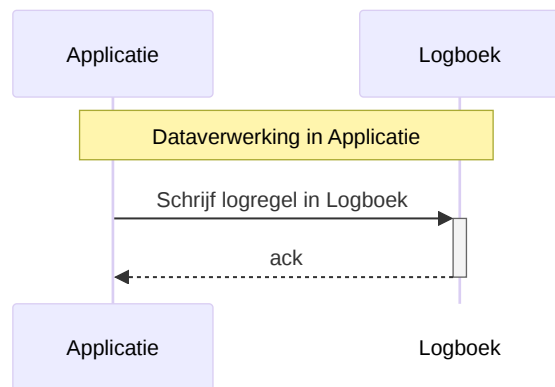 Applicatie
Logboek
Dataverwerking in Applicatie
Schrijf logregel in Logboek
ack
Applicatie
Logboek